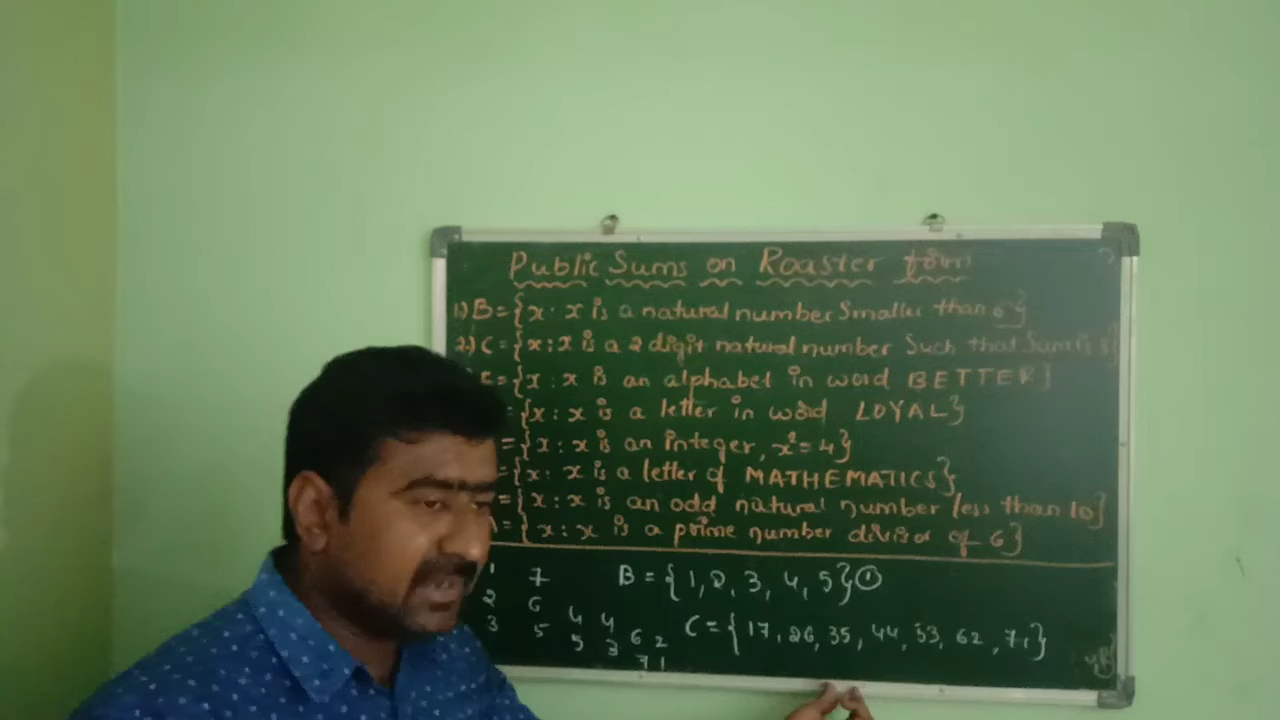 Public Sums on Roaster form
1) B={x: x is a natural number Smaller than 6}
2) C={x: x is a 2 digit natural number Such that Sum is 8}
E={x: x is an alphabet in word BETTER}
={x: x is a letter in word LOYAL}
={x: x is an integer, x²=4}
={x: x is a letter of MATHEMATICS}
={x: x is an odd natural number less than 10}
={x: x is a prime number divisor of 6}
1 7 B={1, 2, 3, 4, 5} ①
2 6 4 4
3 5 5 3 6 2 C={17, 26, 35, 44, 53, 62, 71}
7 1